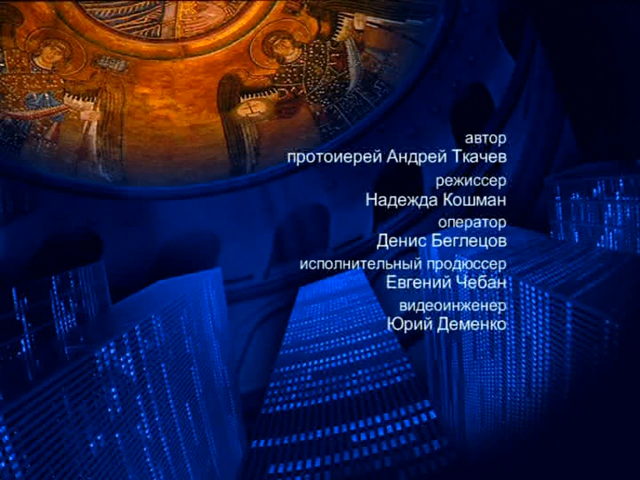 автор
протоиерей Андрей Ткачев
режиссер
Надежда Кошман
оператор
Денис Беглецов
исполнительный продюссер
Евгений Чебан
видеоинженер
Юрий Деменко